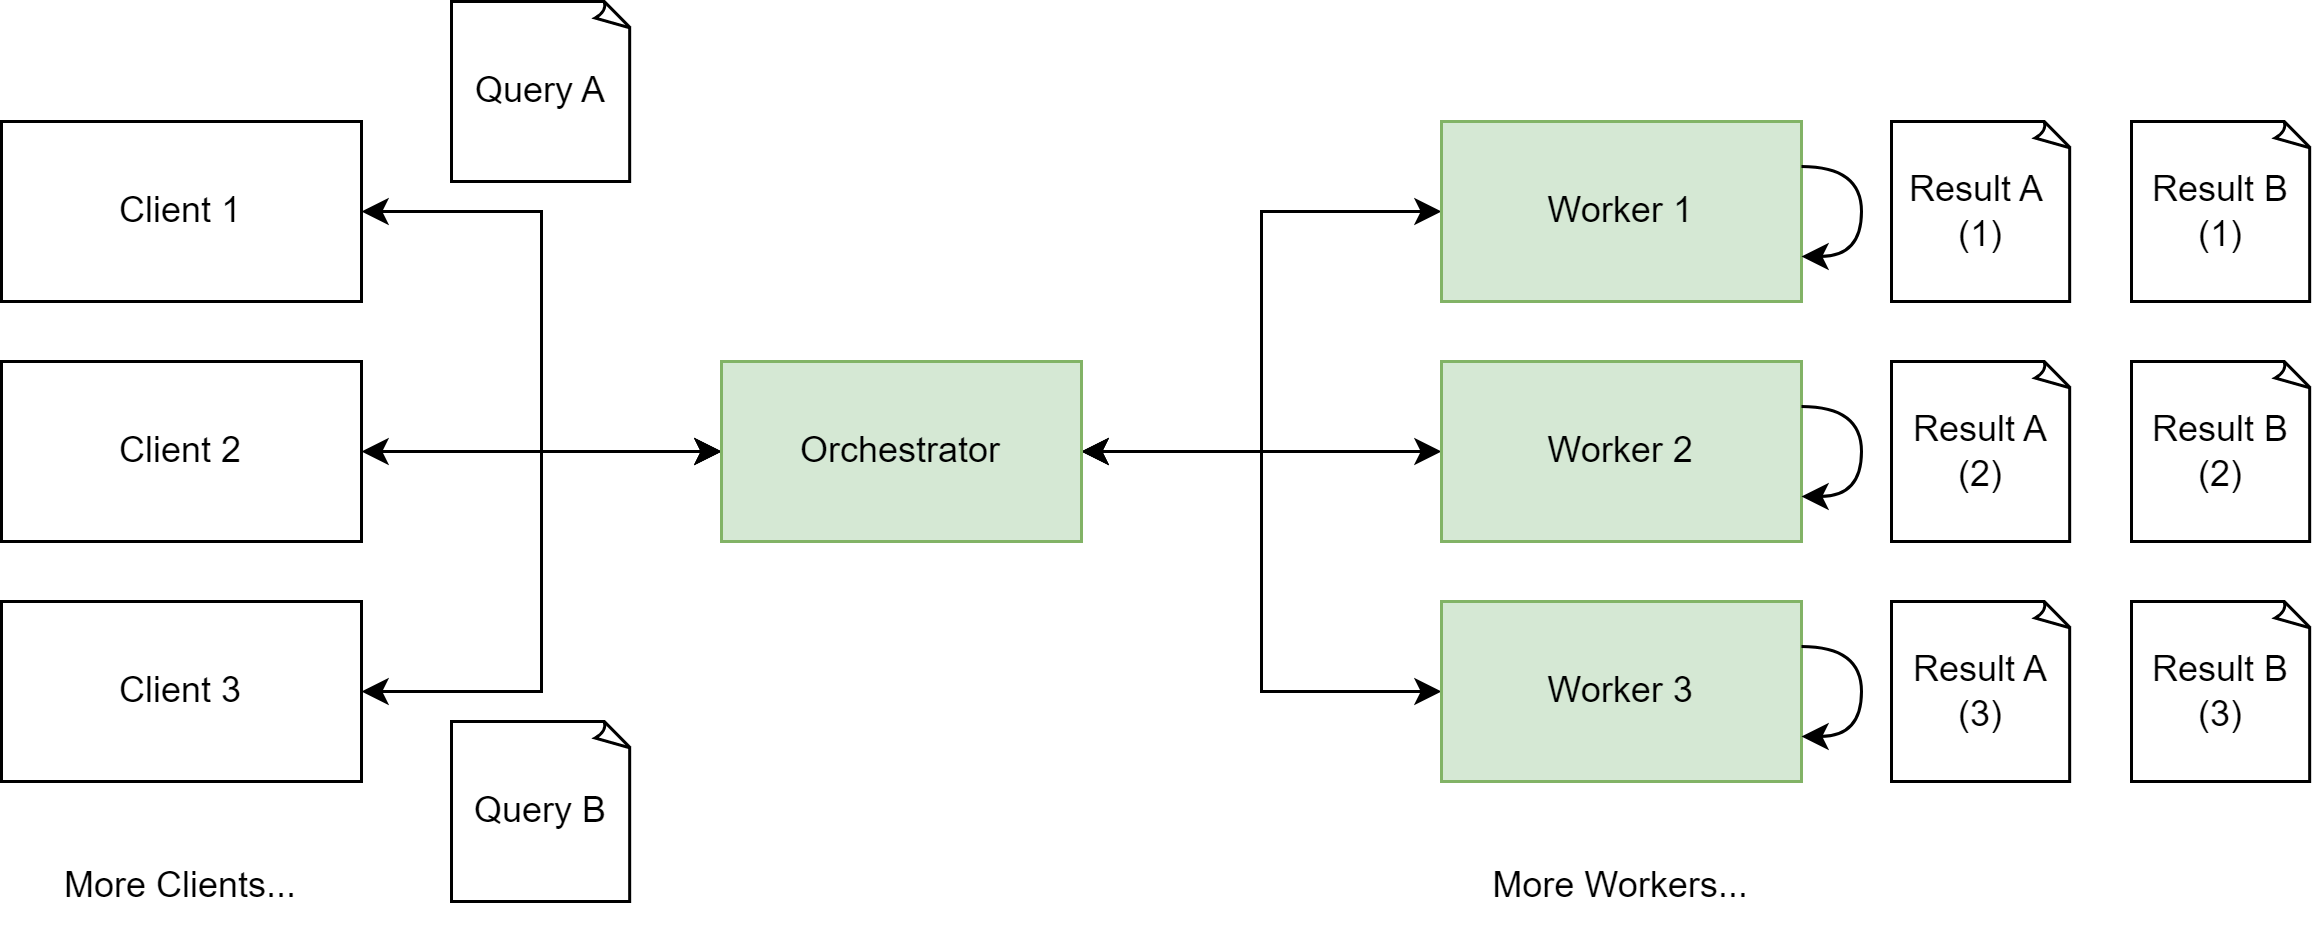 Query A
Client 1
Worker 1
Result A
(1)
Result B
(1)
Client 2
Orchestrator
Worker 2
Result A
(2)
Result B
(2)
Client 3
Worker 3
Result A
(3)
Result B
(3)
Query B
More Clients...
More Workers...